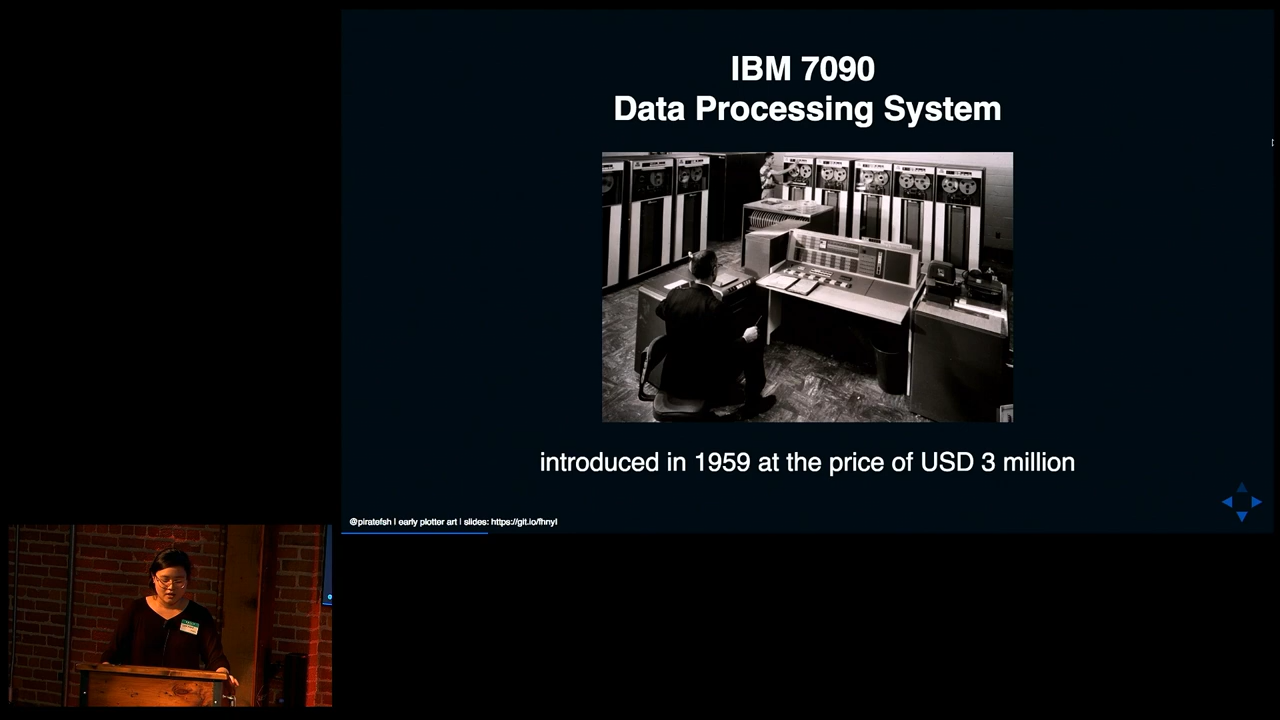 IBM 7090
Data Processing System
introduced in 1959 at the price of USD 3 million
@piratefsh | early plotter art | slides: https://git.io/fhnyl